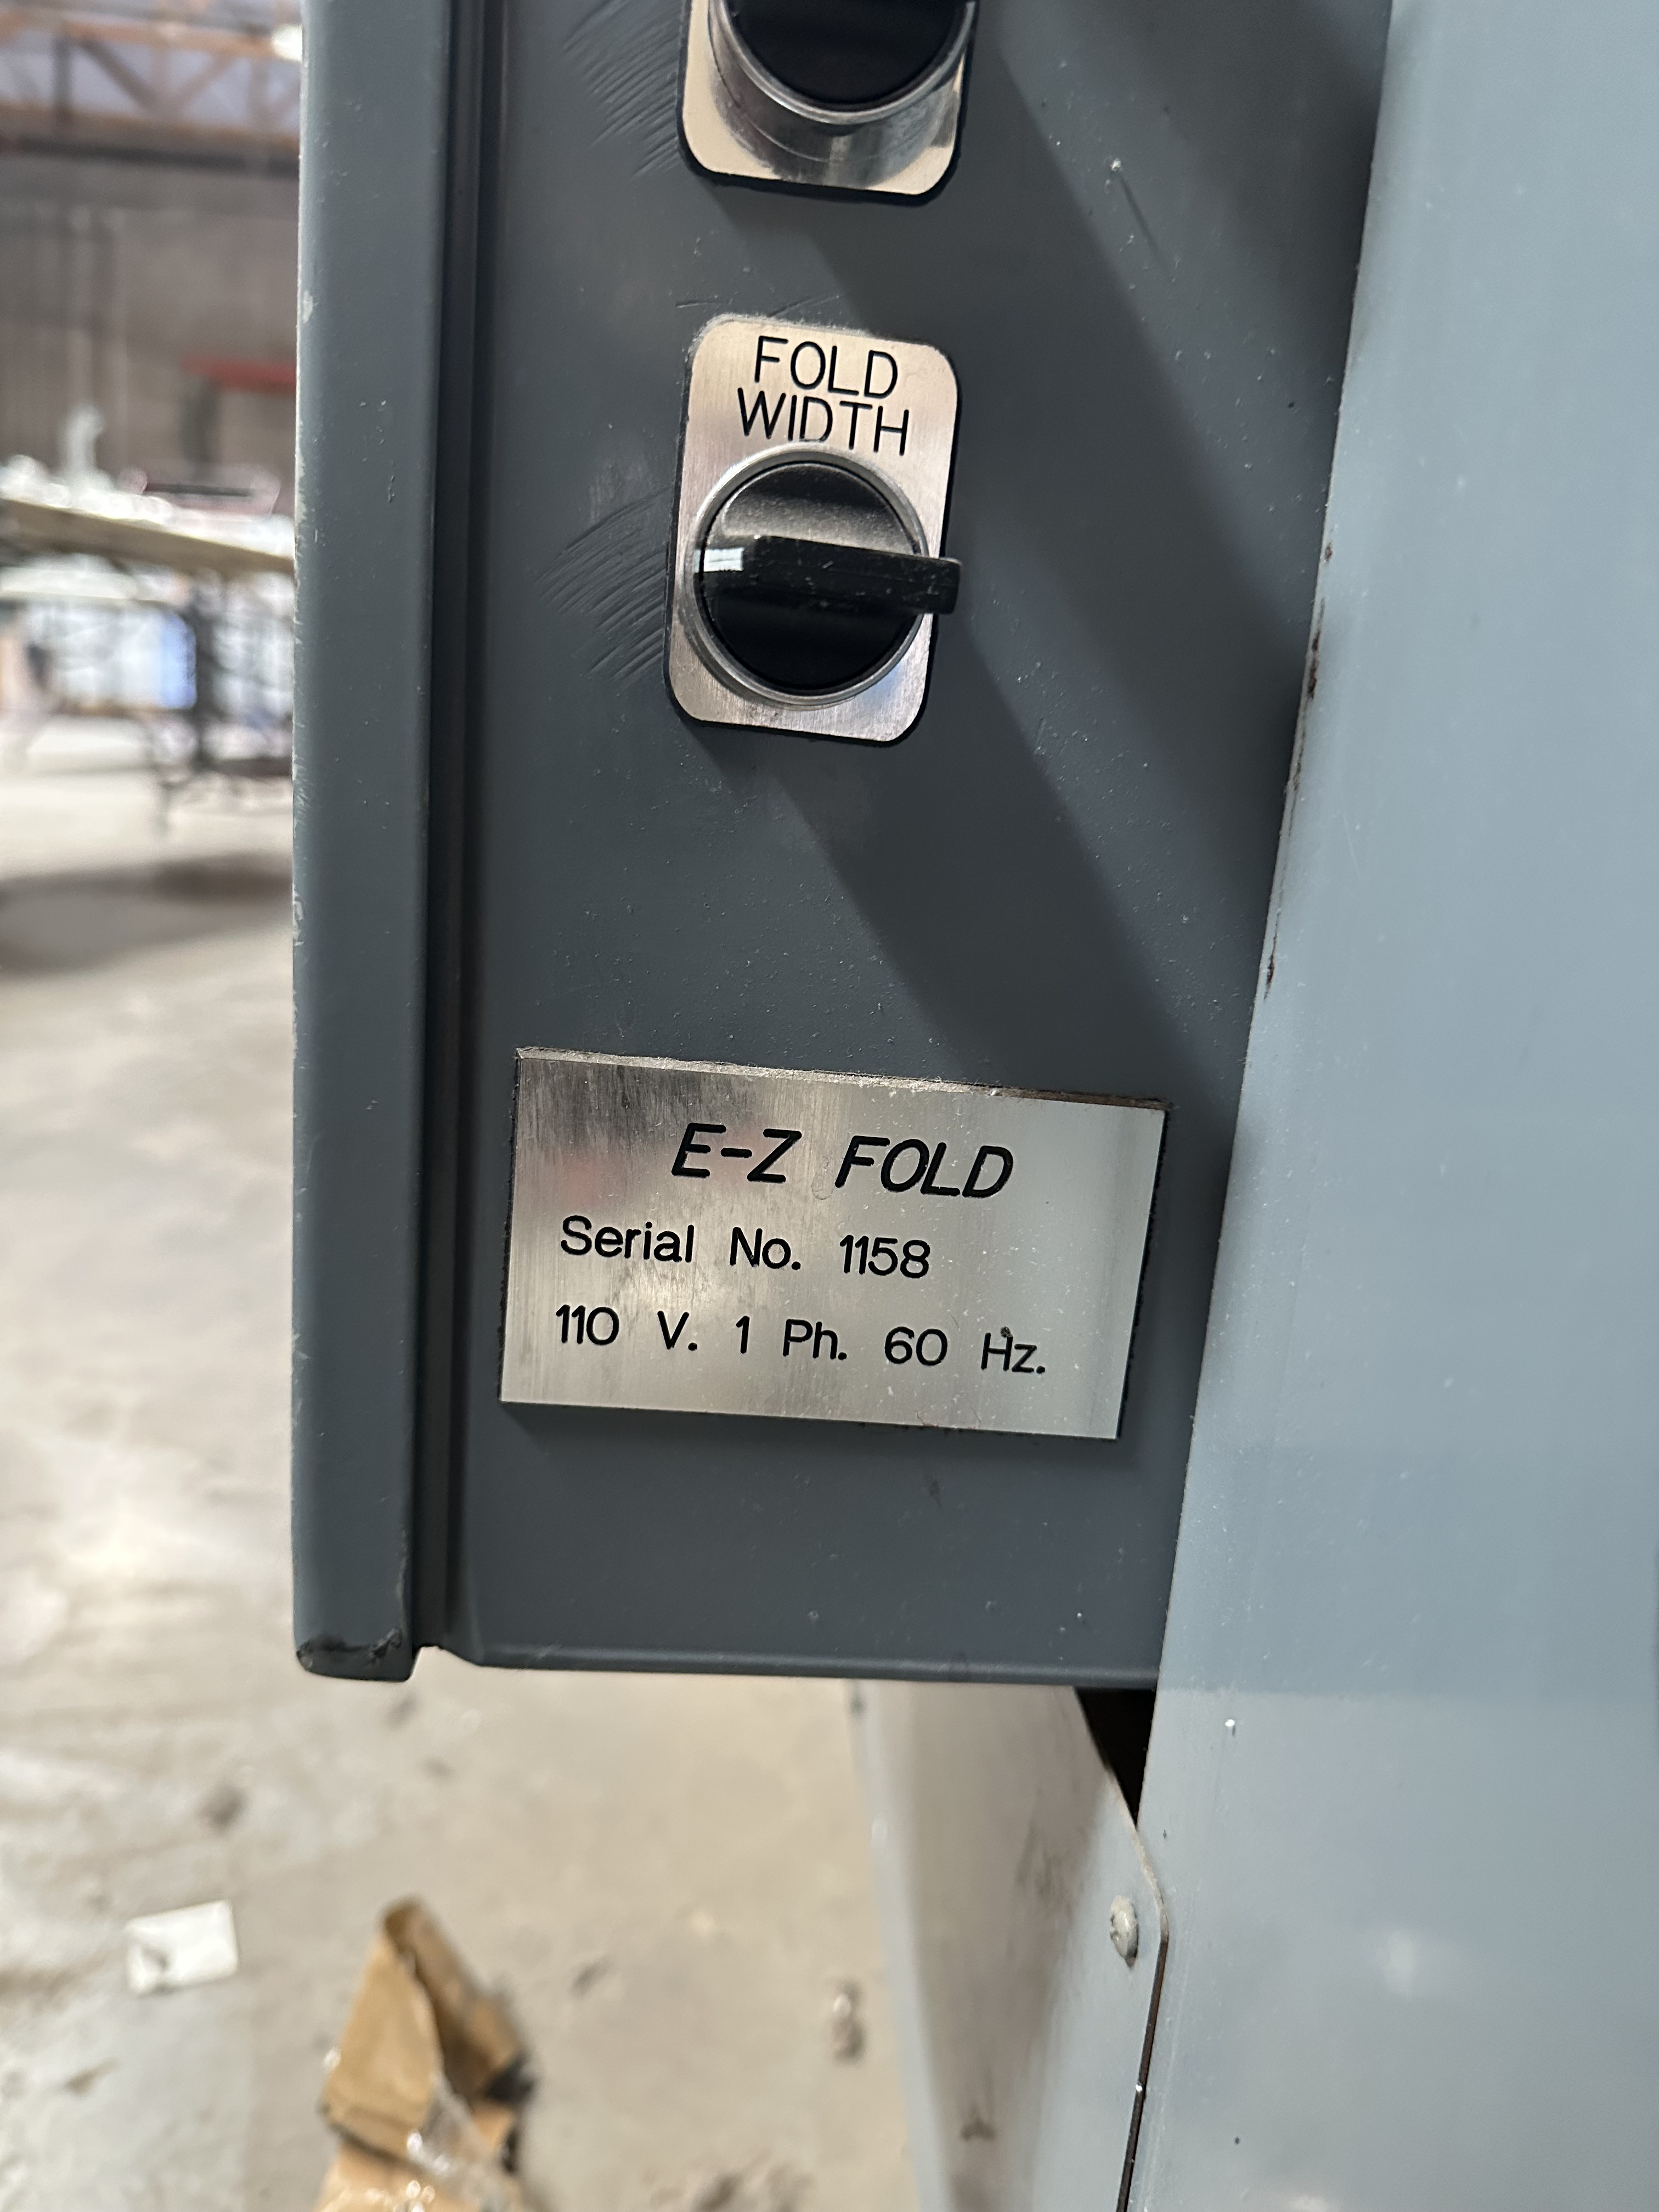 FOLD
WIDTH
E-Z FOLD
Serial No. 1158
110 V. 1 Ph. 60 Hz.